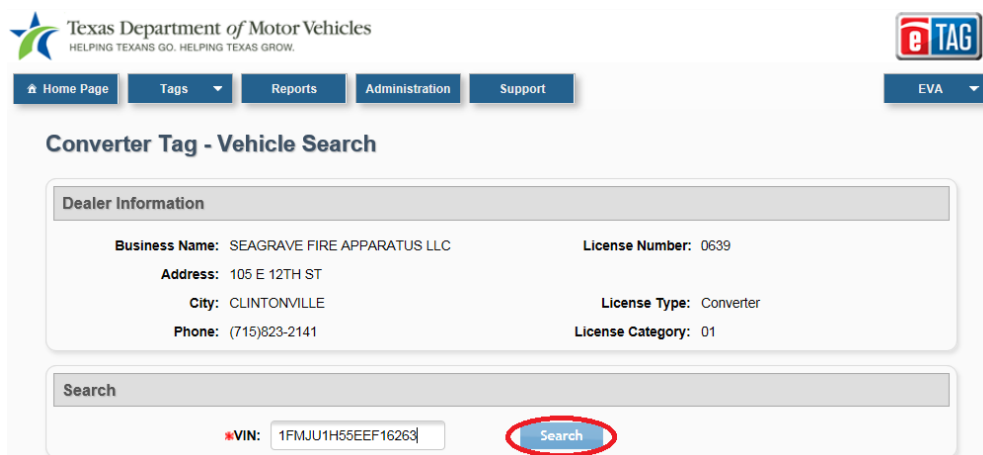 Texas Department of Motor Vehicles
HELPING TEXANS GO. HELPING TEXAS GROW.
eTAG
Home Page Tags Reports Administration Support EVA
Converter Tag - Vehicle Search
Dealer Information
Business Name: SEAGRAVE FIRE APPARATUS LLC License Number: 0639
Address: 105 E 12TH ST
City: CLINTONVILLE License Type: Converter
Phone: (715)823-2141 License Category: 01
Search
*VIN: 1FMJU1H55EEF16263 Search